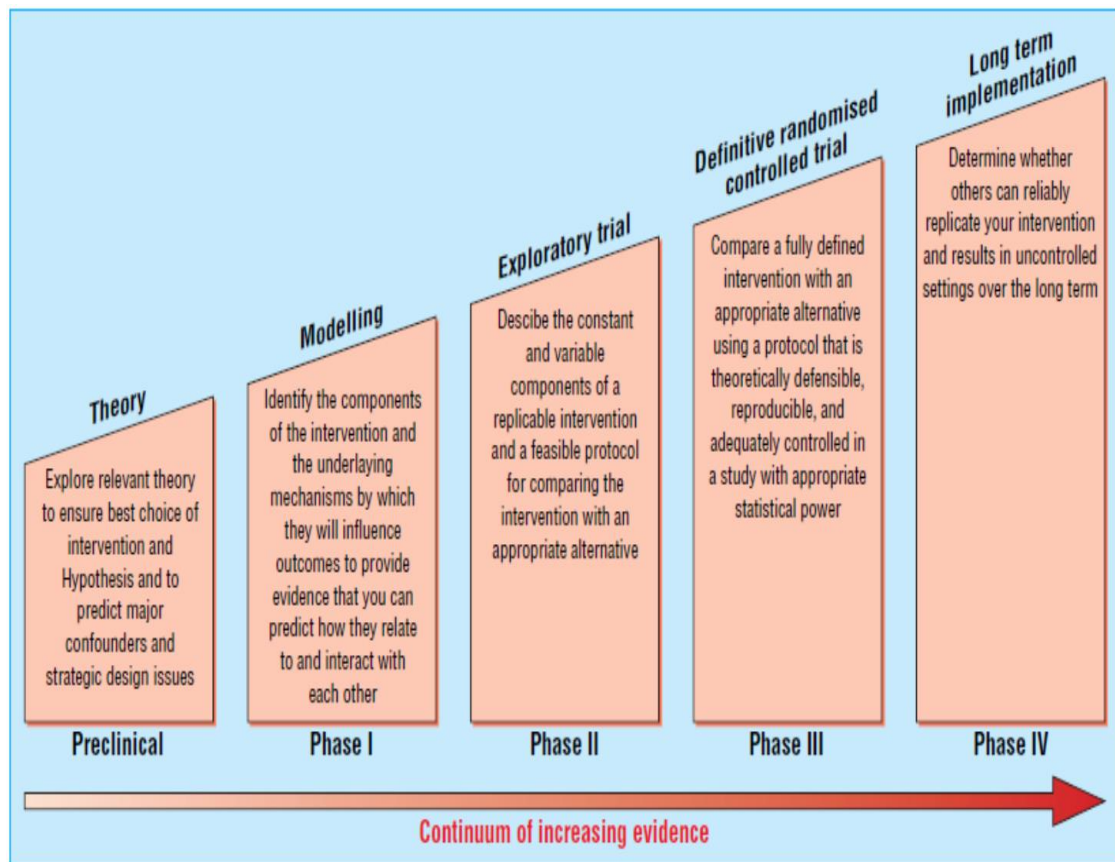 Theory
Explore relevant theory
to ensure best choice of
intervention and
Hypothesis and to
predict major
confounders and
strategic design issues
Preclinical
Modelling
Identify the components
of the intervention and
the underlaying
mechanisms by which
they will influence
outcomes to provide
evidence that you can
predict how they relate
to and interact with
each other
Phase I
Exploratory trial
Descibe the constant
and variable
components of a
replicable intervention
and a feasible protocol
for comparing the
intervention with an
appropriate alternative
Phase II
Definitive randomised
controlled trial
Compare a fully defined
intervention with an
appropriate alternative
using a protocol that is
theoretically defensible,
reproducible, and
adequately controlled in
a study with appropriate
statistical power
Phase III
Long term
implementation
Determine whether
others can reliably
replicate your intervention
and results in uncontrolled
settings over the long term
Phase IV
Continuum of increasing evidence